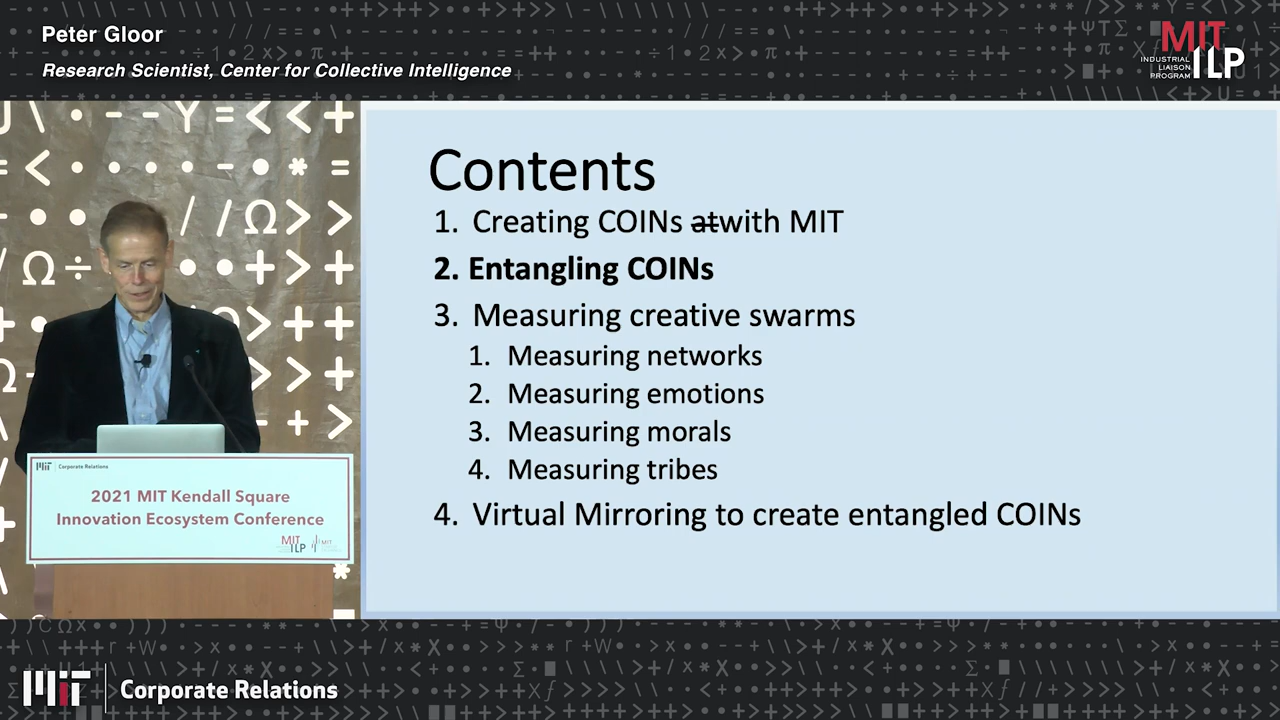 Peter Gloor
Research Scientist, Center for Collective Intelligence
MIT
INDUSTRIAL
LIAISON
PROGRAM
ILP
Contents
1. Creating COINs atwith MIT
2. Entangling COINs
3. Measuring creative swarms
1. Measuring networks
2. Measuring emotions
3. Measuring morals
4. Measuring tribes
4. Virtual Mirroring to create entangled COINs
MIT Corporate Relations
2021 MIT Kendall Square
Innovation Ecosystem Conference
MIT
ILP
MIT
MIT Corporate Relations